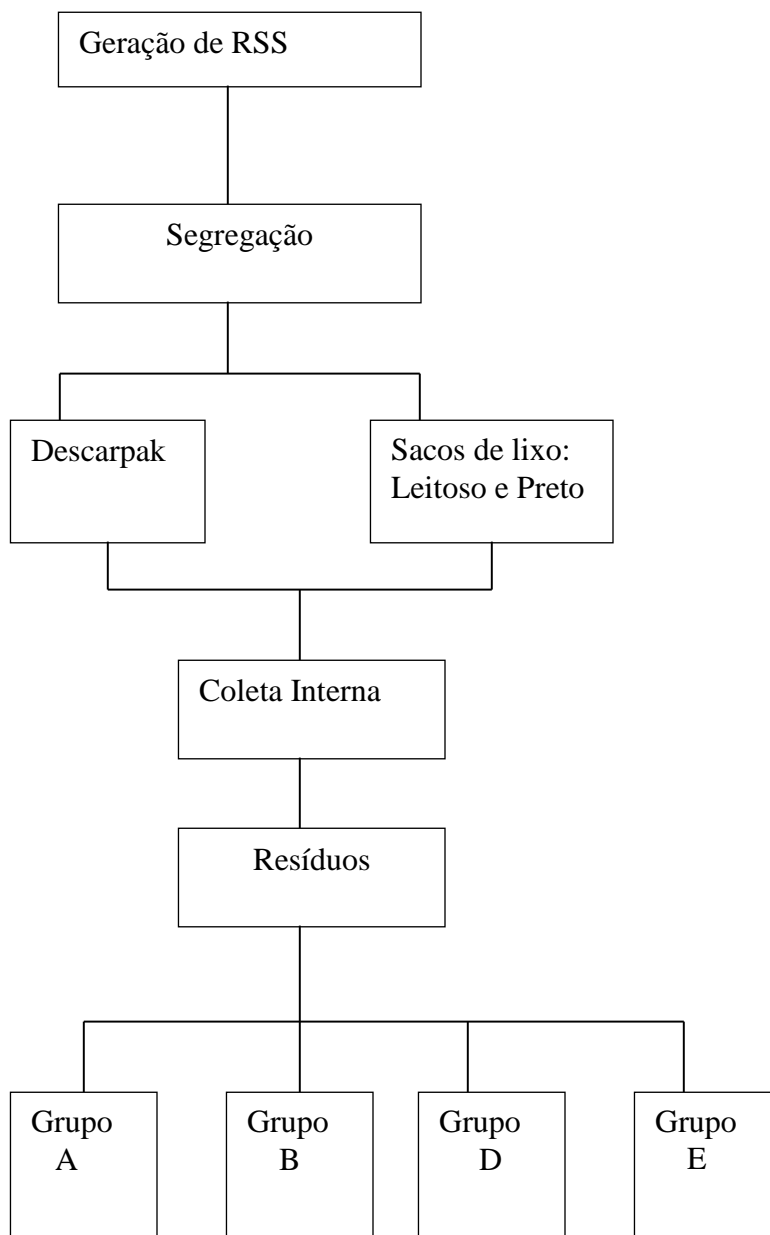 Geração de RSS
Segregação
Descarpak
Sacos de lixo:
Leitoso e Preto
Coleta Interna
Resíduos
Grupo
A
Grupo
B
Grupo
D
Grupo
E